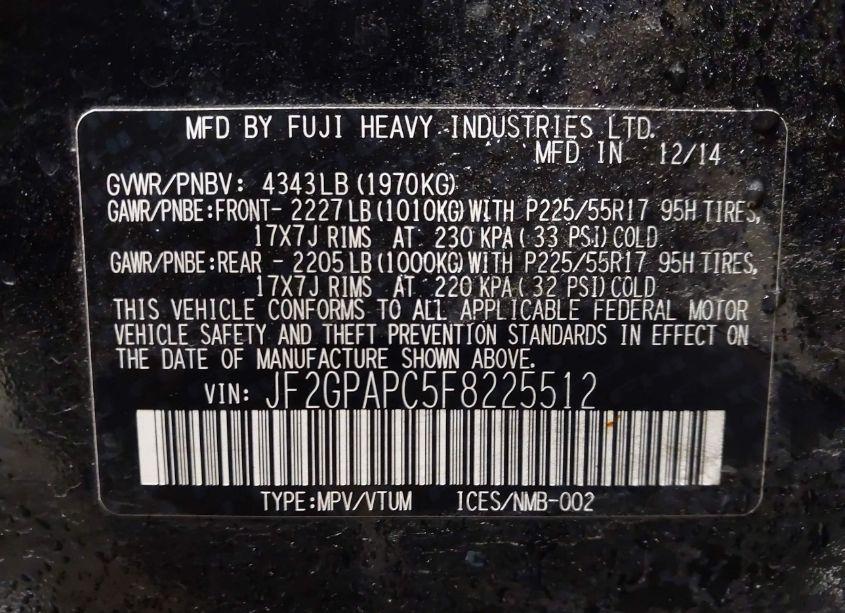 MFD BY FUJI HEAVY INDUSTRIES LTD.
MFD IN 12/14
GVWR/PNBV: 4343LB (1970KG)
GAWR/PNBE:FRONT- 2227 LB (1010KG) WITH P225/55R17 95H TIRES,
17X7J RIMS AT 230 KPA ( 33 PSI) COLD
GAWR/PNBE:REAR - 2205 LB (1000KG) WITH P225/55R17 95H TIRES,
17X7J RIMS AT 220 KPA ( 32 PSI) COLD
THIS VEHICLE CONFORMS TO ALL APPLICABLE FEDERAL MOTOR
VEHICLE SAFETY AND THEFT PREVENTION STANDARDS IN EFFECT ON
THE DATE OF MANUFACTURE SHOWN ABOVE.
VIN: JF2GPAPC5F8225512
TYPE:MPV/VTUM ICES/NMB-002